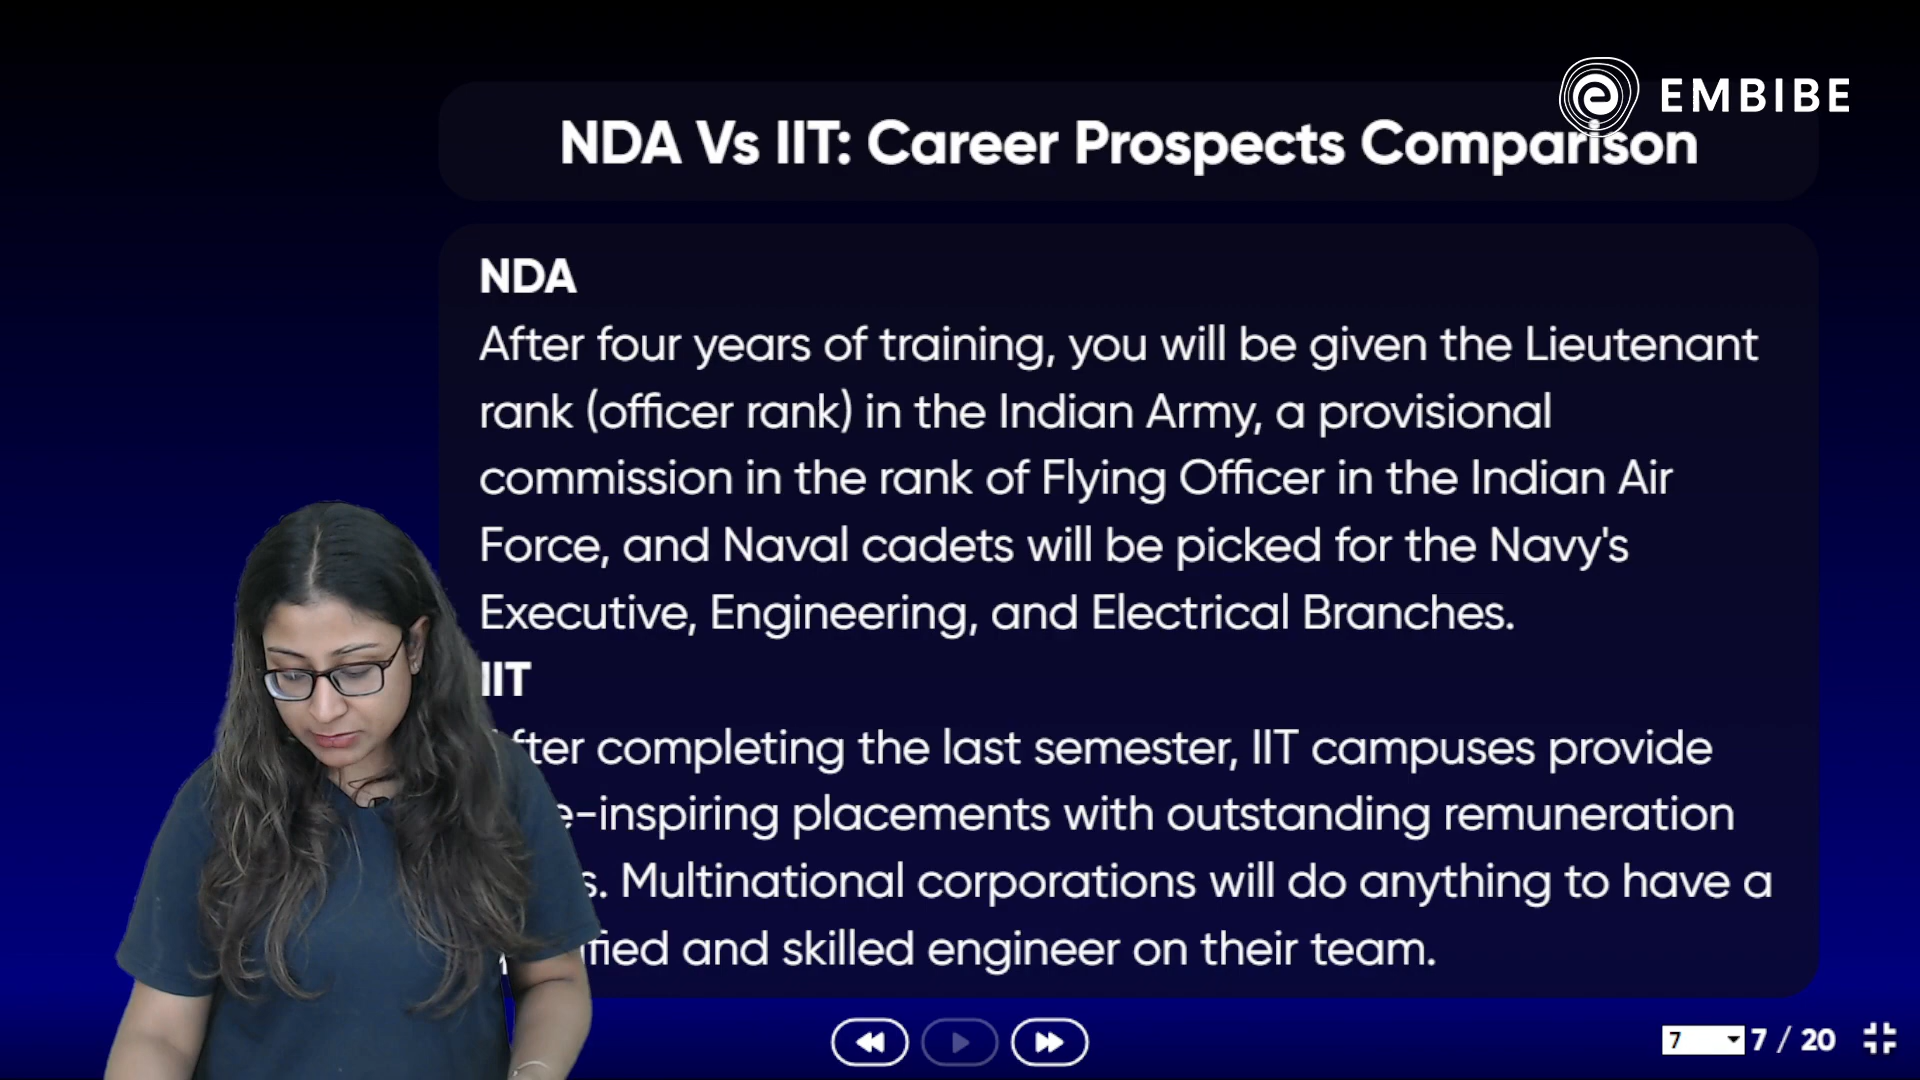 EMBIBE
NDA Vs IIT: Career Prospects Comparison
NDA
After four years of training, you will be given the Lieutenant
rank (officer rank) in the Indian Army, a provisional
commission in the rank of Flying Officer in the Indian Air
Force, and Naval cadets will be picked for the Navy's
Executive, Engineering, and Electrical Branches.
IIT
After completing the last semester, IIT campuses provide
-inspiring placements with outstanding remuneration
Multinational corporations will do anything to have a
and skilled engineer on their team.
7 7 / 20